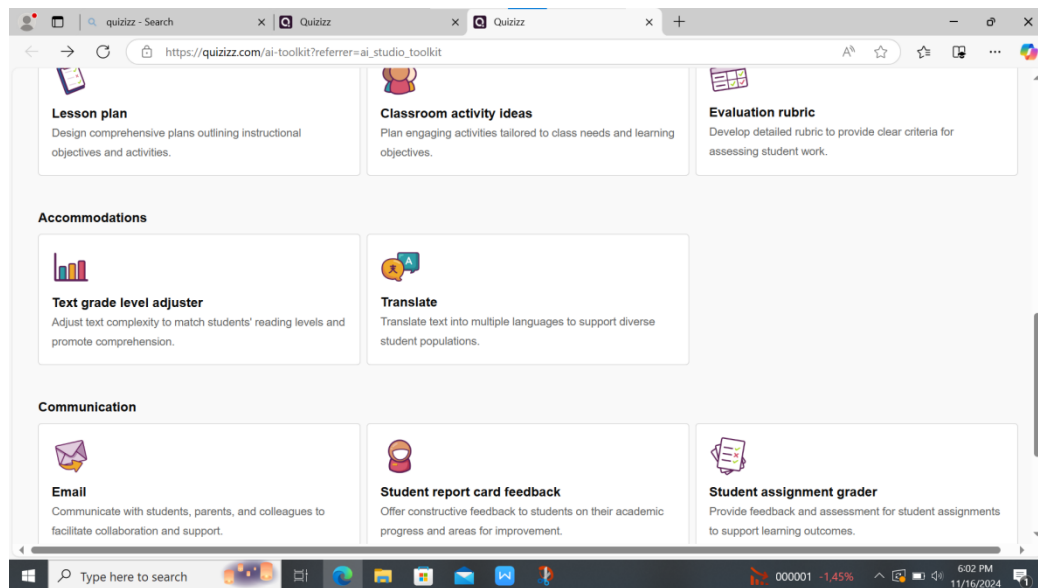 quizizz - Search
Quizizz
Quizizz
https://quizizz.com/ai-toolkit?referrer=ai_studio_toolkit
Lesson plan
Design comprehensive plans outlining instructional
objectives and activities.
Classroom activity ideas
Plan engaging activities tailored to class needs and learning
objectives.
Evaluation rubric
Develop detailed rubric to provide clear criteria for
assessing student work.
Accommodations
Text grade level adjuster
Adjust text complexity to match students' reading levels and
promote comprehension.
Translate
Translate text into multiple languages to support diverse
student populations.
Communication
Email
Communicate with students, parents, and colleagues to
facilitate collaboration and support.
Student report card feedback
Offer constructive feedback to students on their academic
progress and areas for improvement.
Student assignment grader
Provide feedback and assessment for student assignments
to support learning outcomes.
Type here to search
000001 -1,45%
6:02 PM
11/16/2024